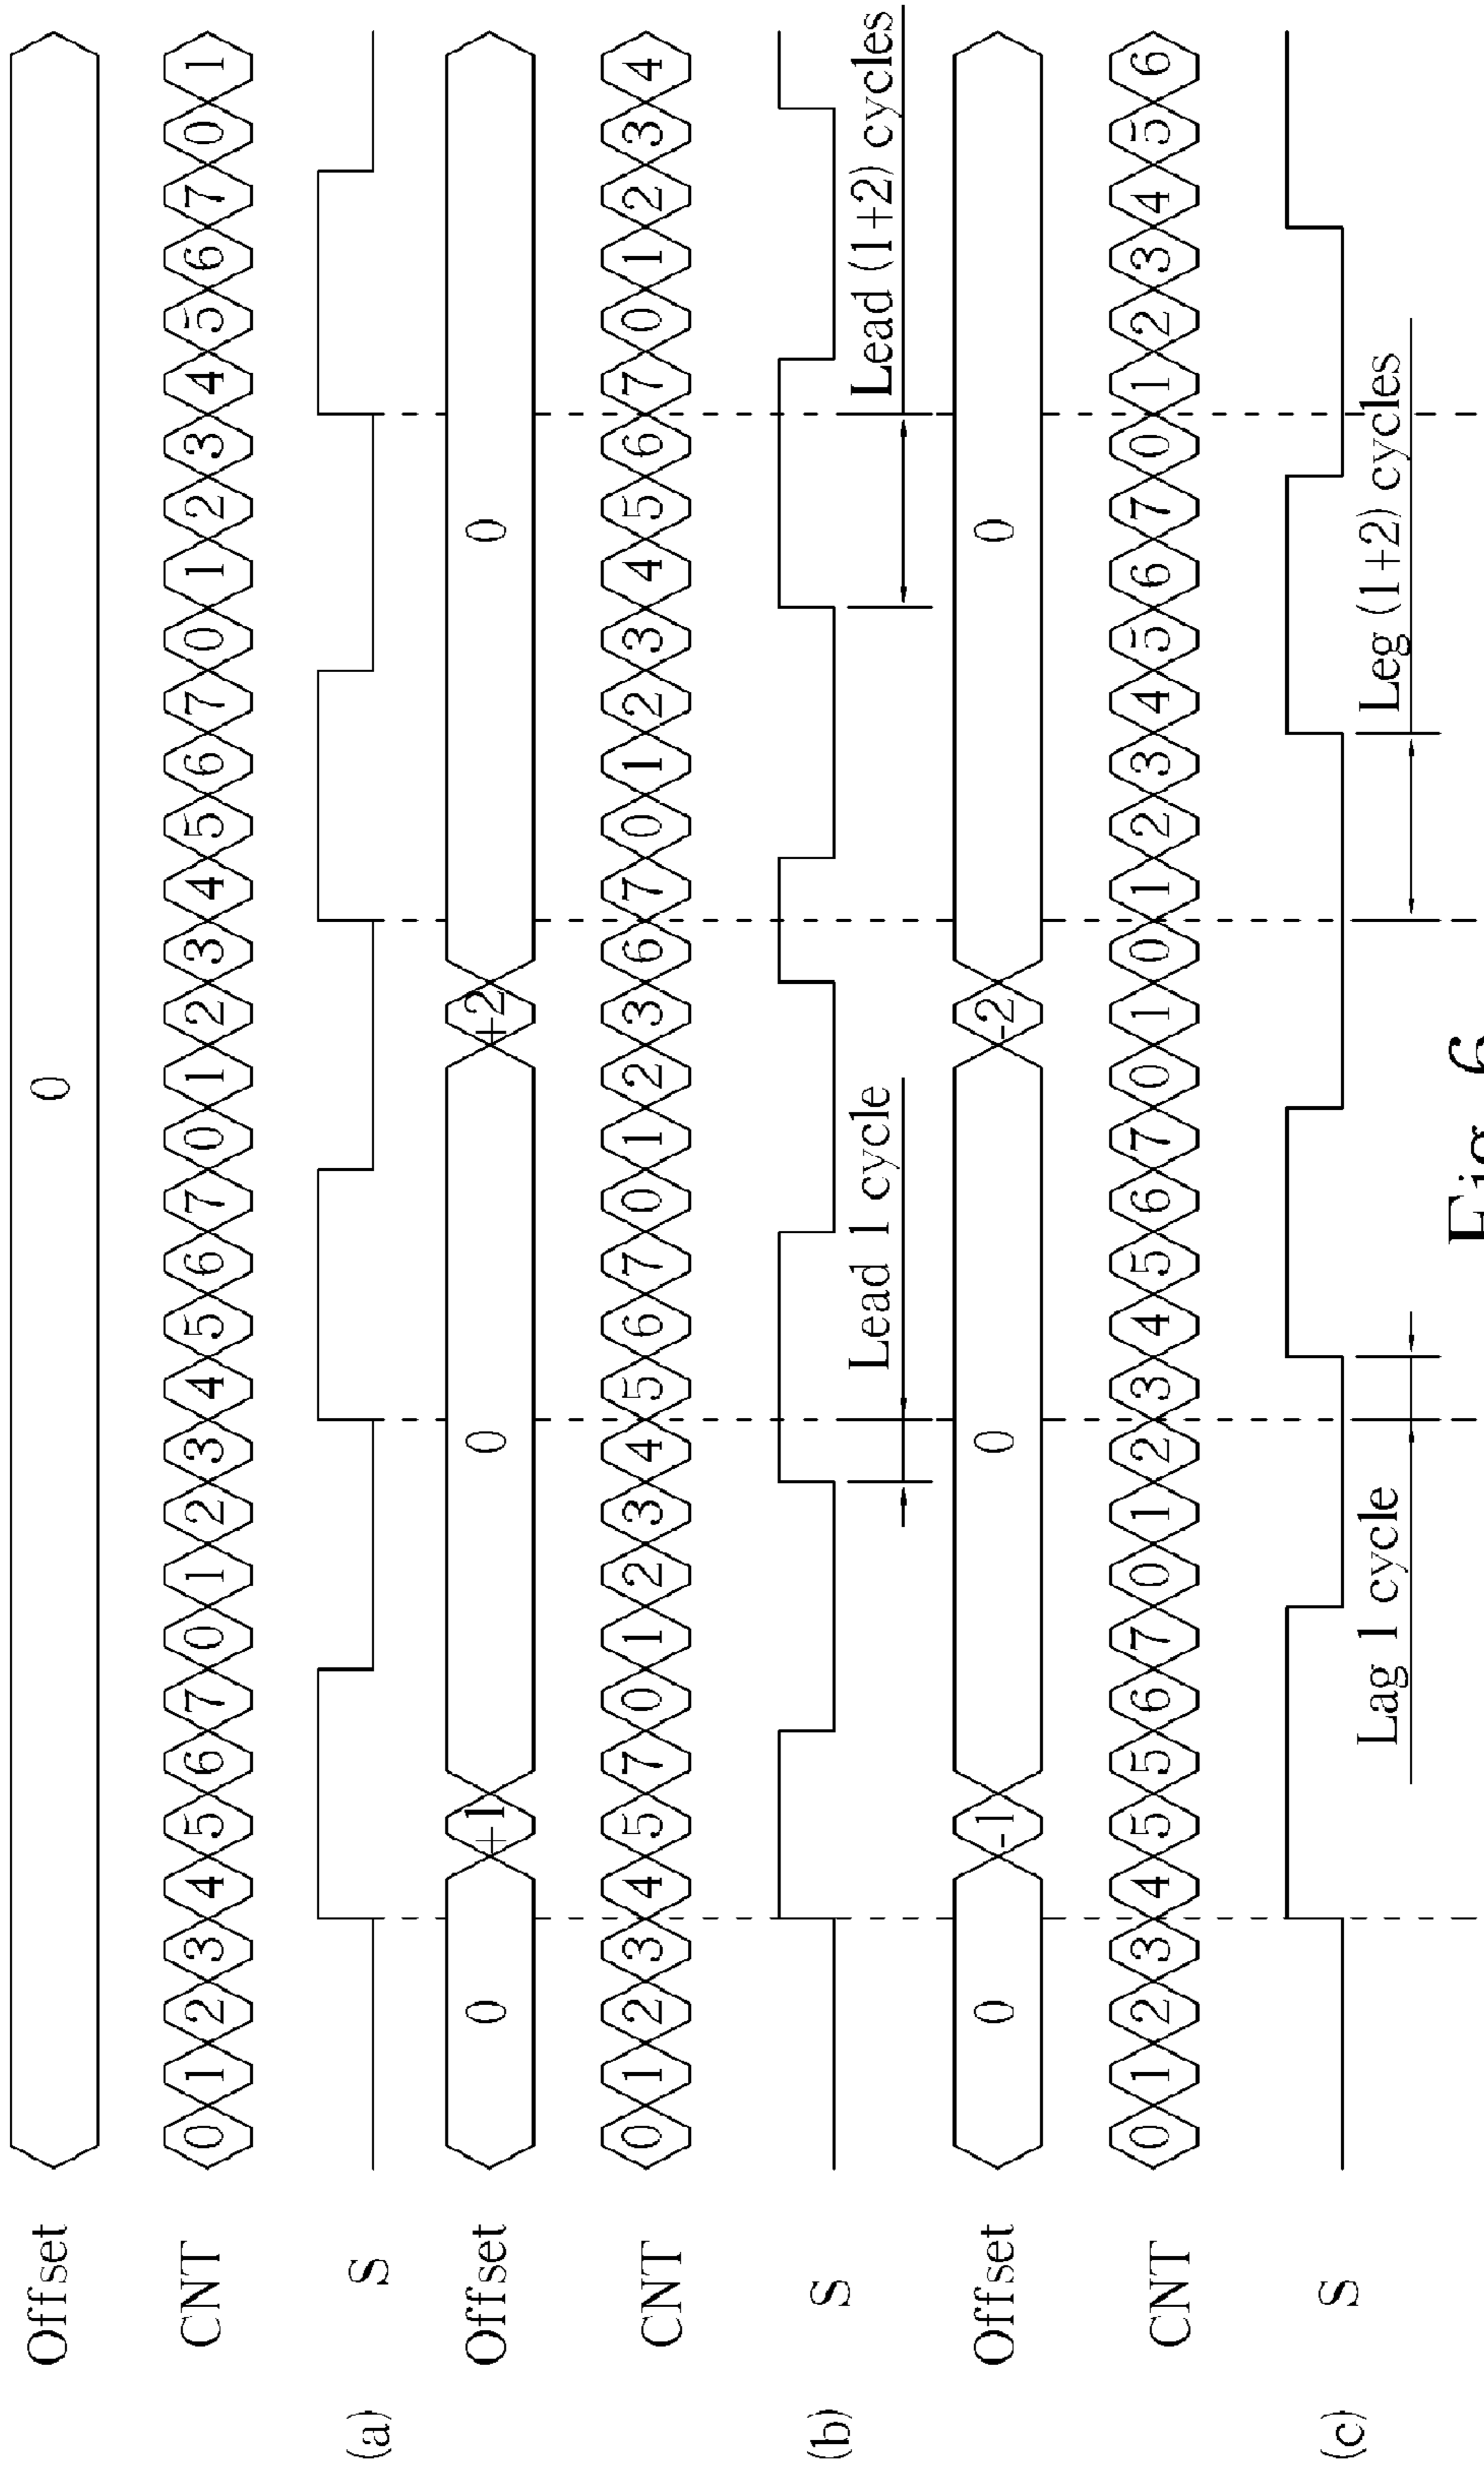 Offset 0
CNT 0 1 2 3 4 5 6 7 0 1 2 3 4 5 6 7 0 1 2 3 4 5 6 7 0 1 2 3 4 5 6 7 0 1
(a) S
Offset 0 +1 0 +2 0
CNT 0 1 2 3 4 5 7 0 1 2 3 4 5 6 7 0 1 2 3 6 7 0 1 2 3 4 5 6 7 0 1 2 3 4
(b) S
Lead 1 cycle
Lead (1+2) cycles
Offset 0 -1 0 -2 0
CNT 0 1 2 3 4 5 5 6 7 0 1 2 3 4 5 6 7 0 1 0 1 2 3 4 5 6 7 0 1 2 3 4 5 6
(c) S
Lag 1 cycle
Leg (1+2) cycles
Fig. 6